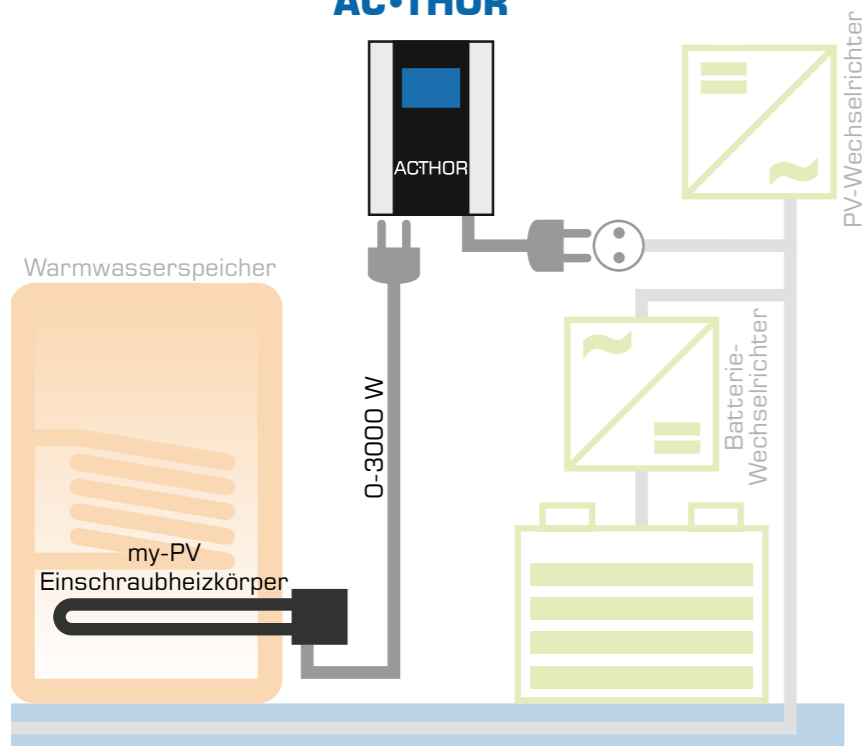 AC•THOR
ACTHOR
PV-Wechselrichter
Warmwasserspeicher
0-3000 W
Batterie-
Wechselrichter
my-PV
Einschraubheizkörper